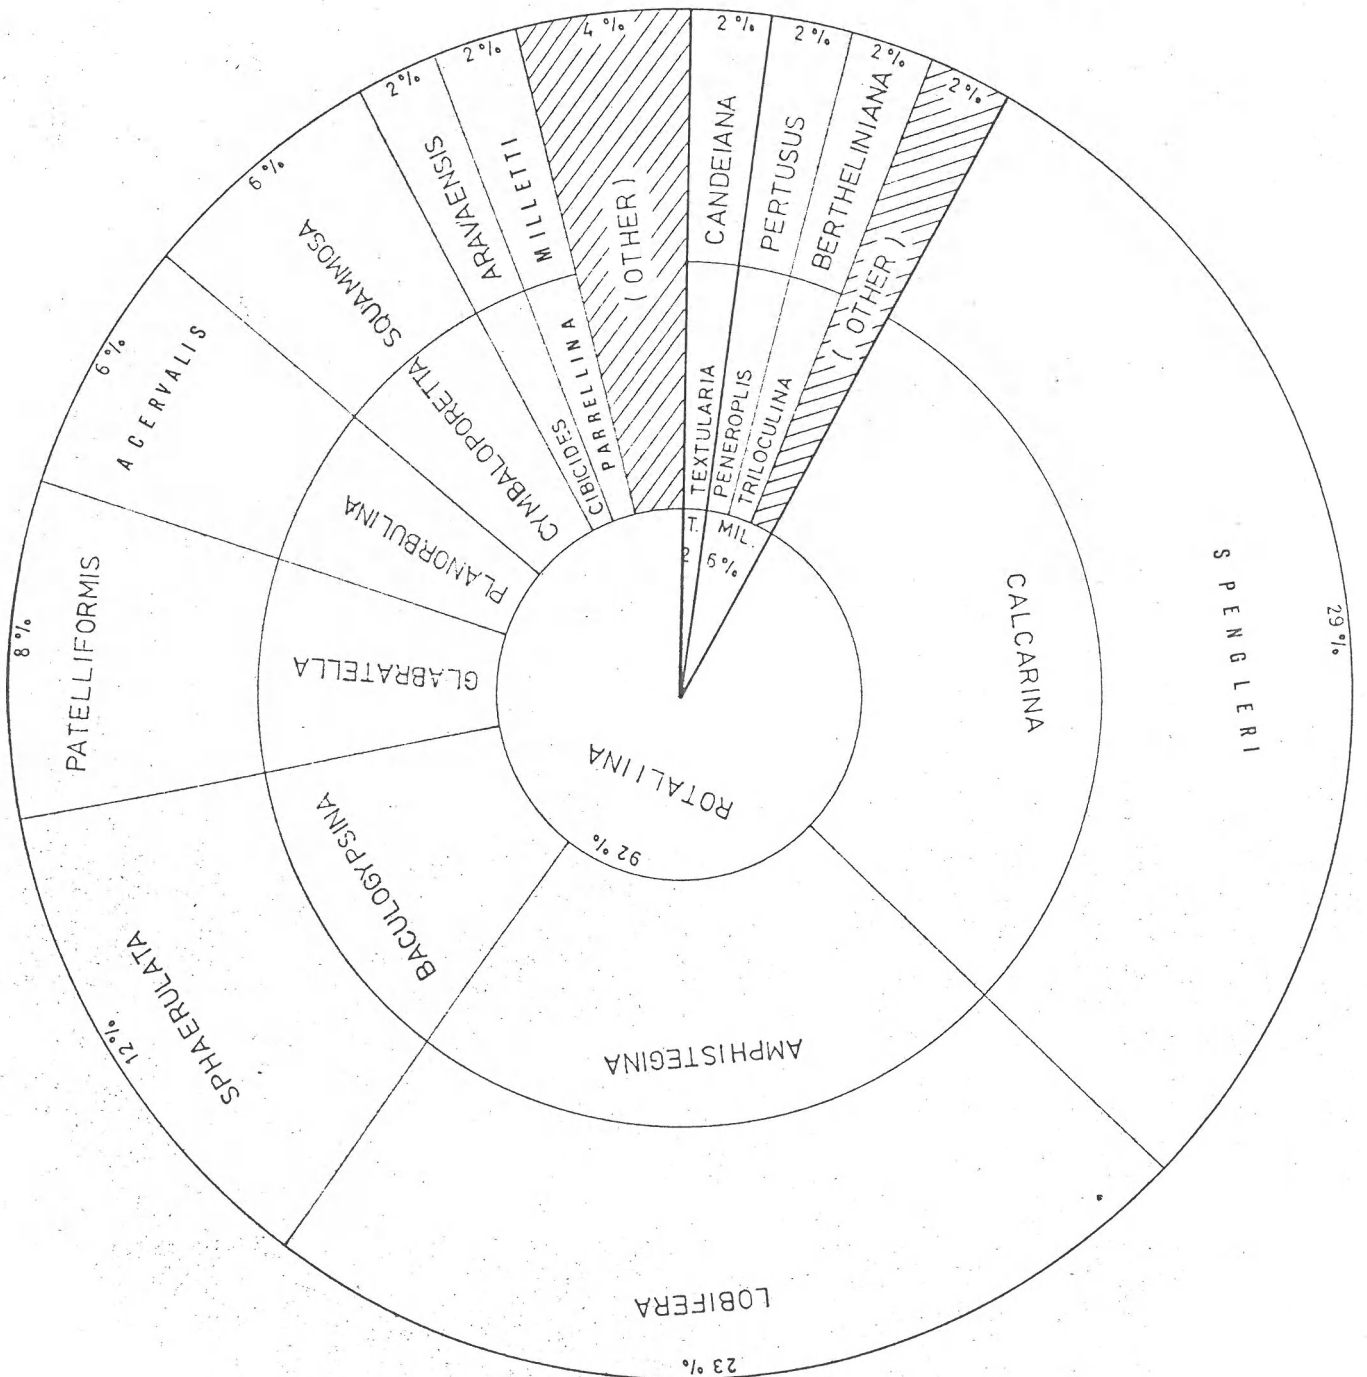 2%
CANDEIANA
TEXTULARIA
T.
2
2%
PERTUSUS
PENEROPLIS
MIL.
6%
2%
BERTHELINIANA
TRILOCULINA
2%
( OTHER )
29%
SPENGLERI
CALCARINA
23%
LOBIFERA
AMPHISTEGINA
12%
SPHAERULATA
BACULOGYPSINA
8%
PATELLIFORMIS
GLABRATELLA
6%
ACERVALIS
PLANORBULINA
6%
SQUAMMOSA
CYMBALOPORETTA
2%
ARAVAENSIS
CIBICIDES
2%
MILLETTI
PARRELLINA
4%
(OTHER)
ROTALIINA
92%